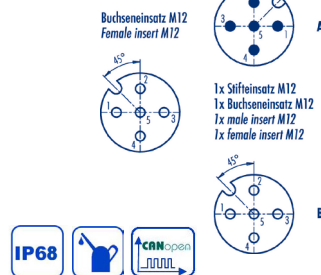 Buchseneinsatz M12
Female insert M12
45°
2
1
5
3
4
3
5
1
A
1x Stifteinsatz M12
1x Buchseneinsatz M12
1x male insert M12
1x female insert M12
45°
2
1
5
3
4
B
IP68
CANopen